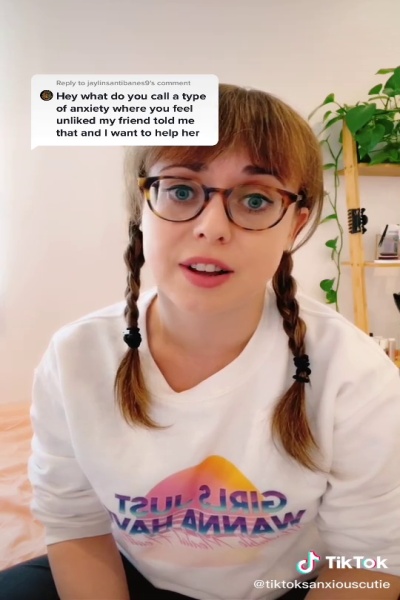 Reply to jaylinsantibanes9's comment
Hey what do you call a type
of anxiety where you feel
unliked my friend told me
that and I want to help her
GIRLS JUST
WANNA HAVE
TikTok
@tiktoksanxiouscutie